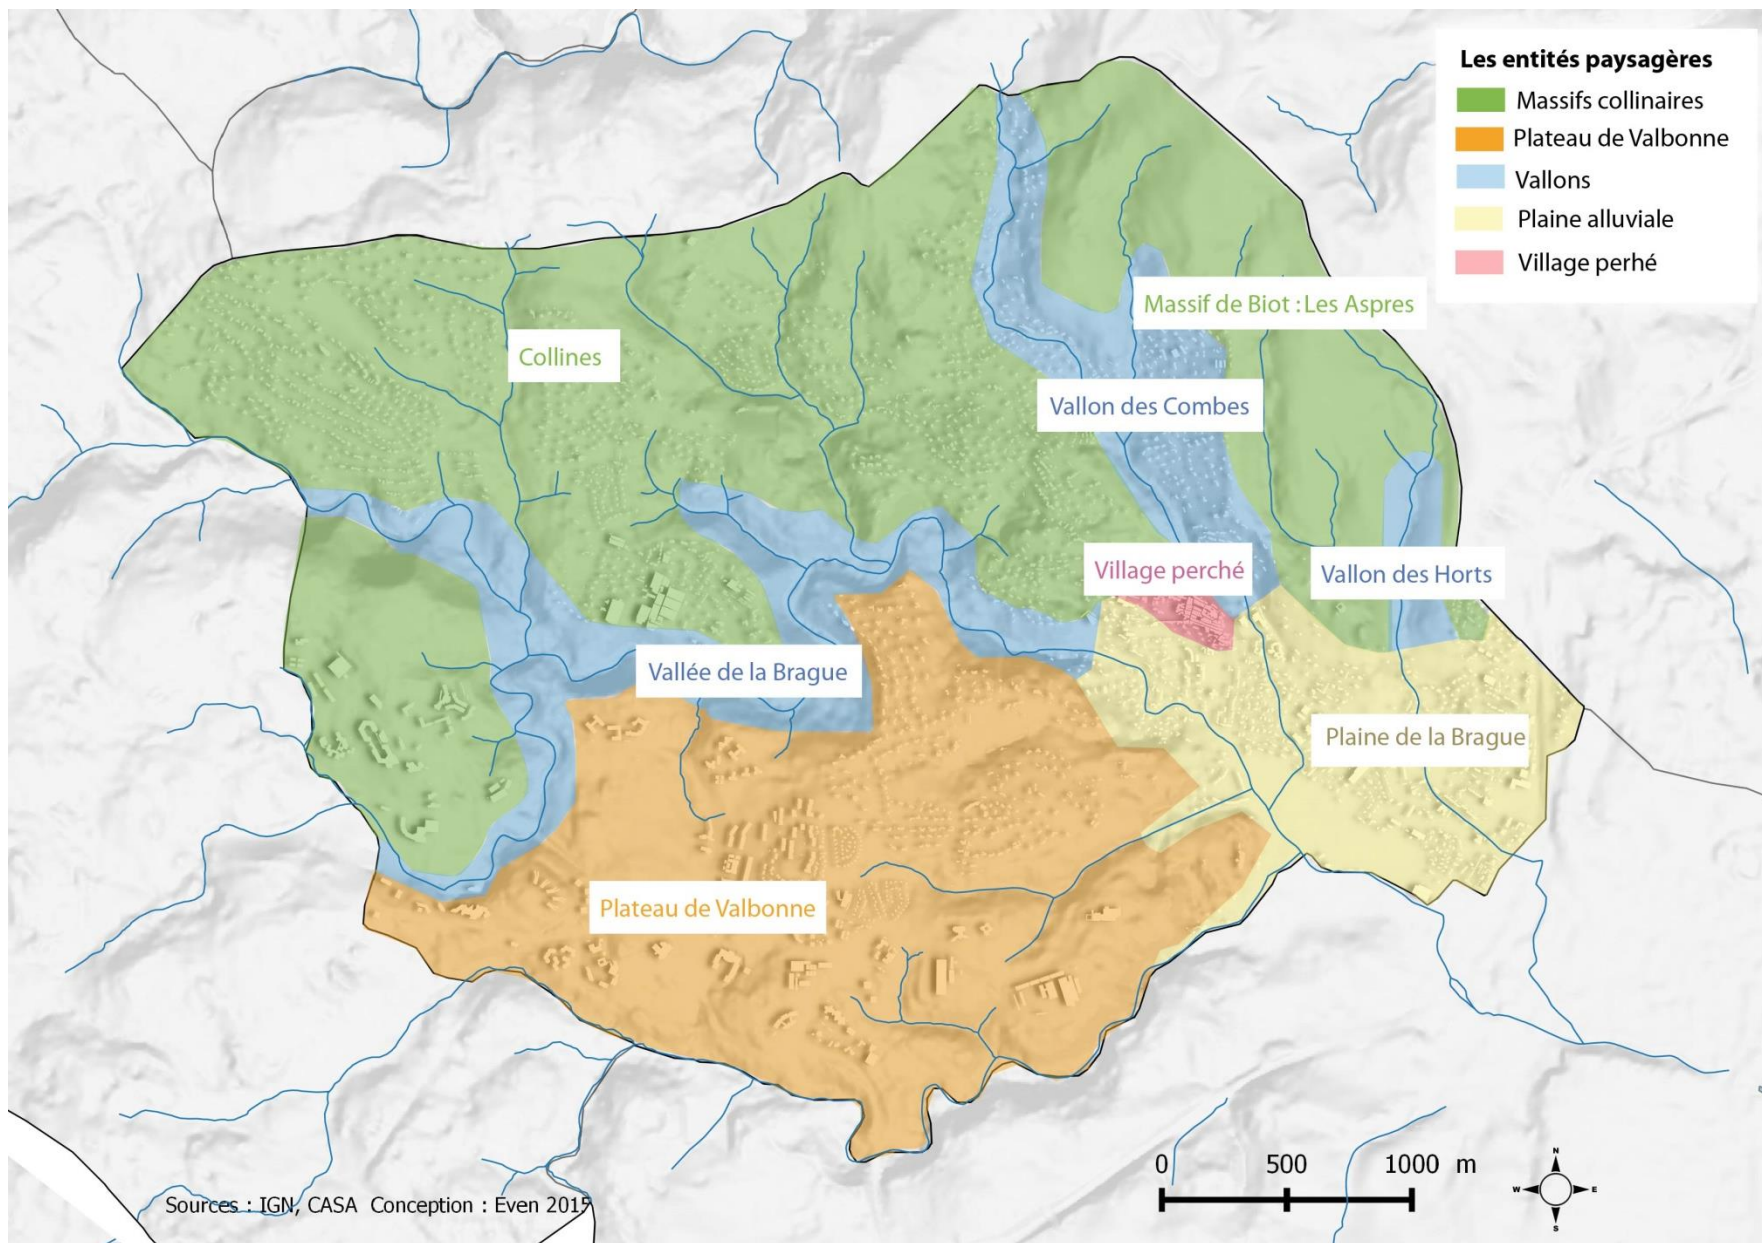 Les entités paysagères
Massifs collinaires
Plateau de Valbonne
Vallons
Plaine alluviale
Village perhé
Massif de Biot : Les Aspres
Collines
Vallon des Combes
Village perché
Vallon des Horts
Vallée de la Brague
Plaine de la Brague
Plateau de Valbonne
0 500 1000 m
N
W E
S
Sources : IGN, CASA Conception : Even 2015